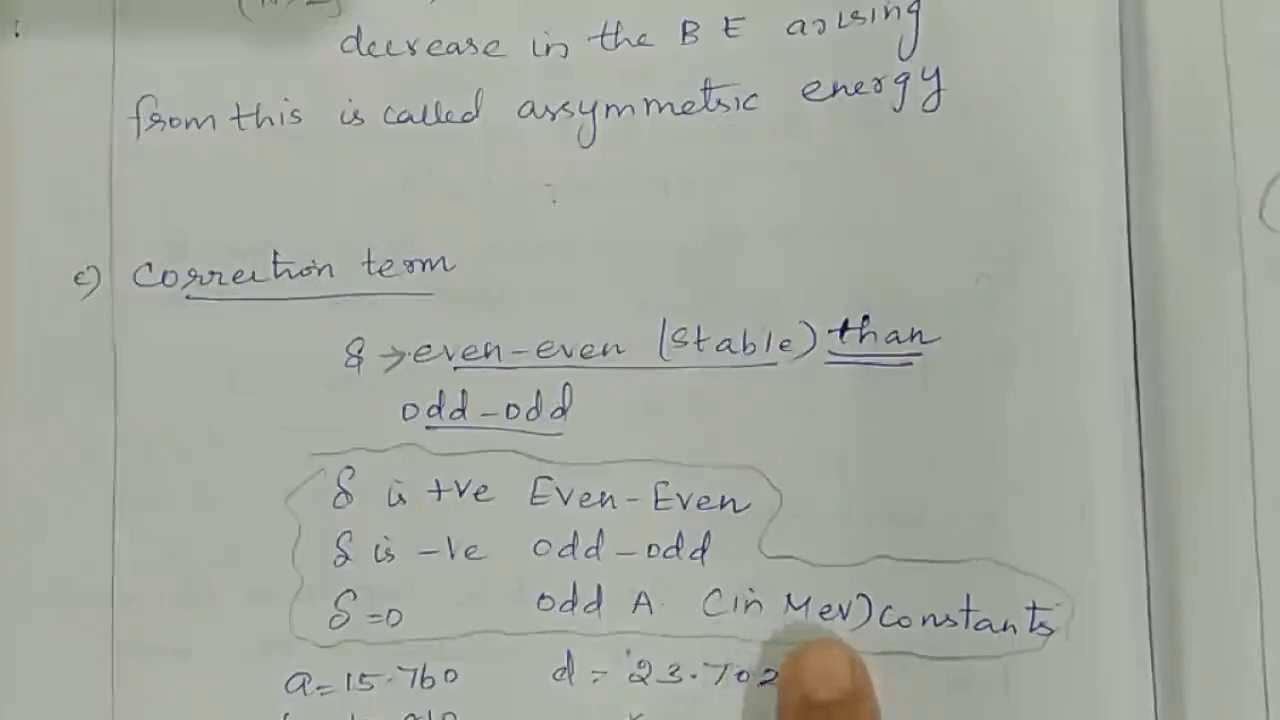 decrease in the B E arising
from this is called assymmetric energy
c) Correction term
δ → even-even (stable) than
odd-odd
δ is +ve Even-Even
δ is -ve odd-odd
δ =0 odd A (in Mev) constants
a=15.760 d = 23.702